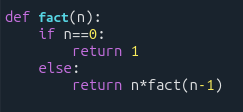 def fact(n):
    if n==0:
        return 1
    else:
        return n*fact(n-1)